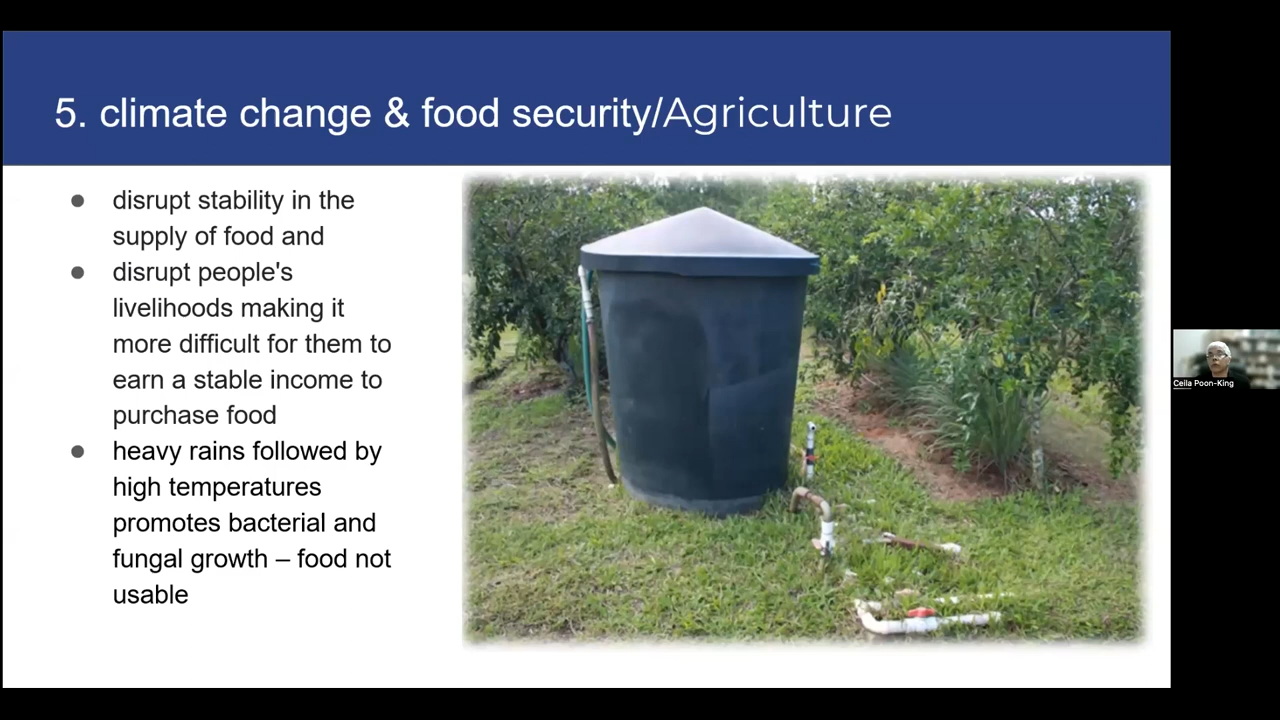 5. climate change & food security/Agriculture
● disrupt stability in the
supply of food and
● disrupt people's
livelihoods making it
more difficult for them to
earn a stable income to
purchase food
● heavy rains followed by
high temperatures
promotes bacterial and
fungal growth – food not
usable
Ceila Poon-King